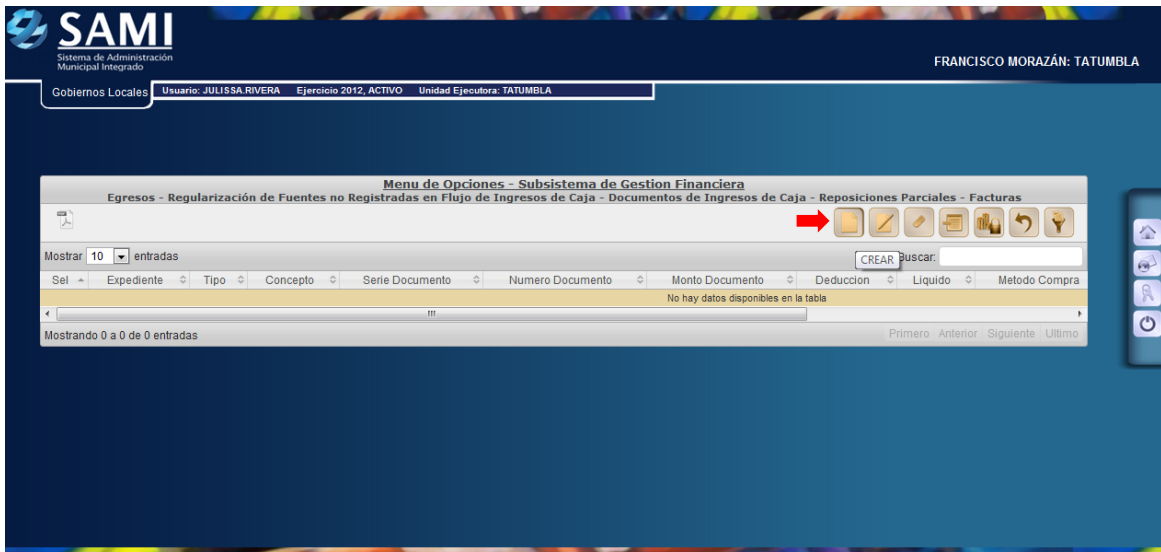 SAMI
Sistema de Administración
Municipal Integrado
FRANCISCO MORAZÁN: TATUMBLA
Gobiernos Locales
Usuario: JULISSA.RIVERA Ejercicio 2012, ACTIVO Unidad Ejecutora: TATUMBLA
Menu de Opciones - Subsistema de Gestion Financiera
Egresos - Regularización de Fuentes no Registradas en Flujo de Ingresos de Caja - Documentos de Ingresos de Caja - Reposiciones Parciales - Facturas
Mostrar 10 entradas
CREAR
Buscar:
Sel Expediente Tipo Concepto Serie Documento Numero Documento Monto Documento Deduccion Liquido Metodo Compra
No hay datos disponibles en la tabla
Mostrando 0 a 0 de 0 entradas
Primero Anterior Siguiente Ultimo